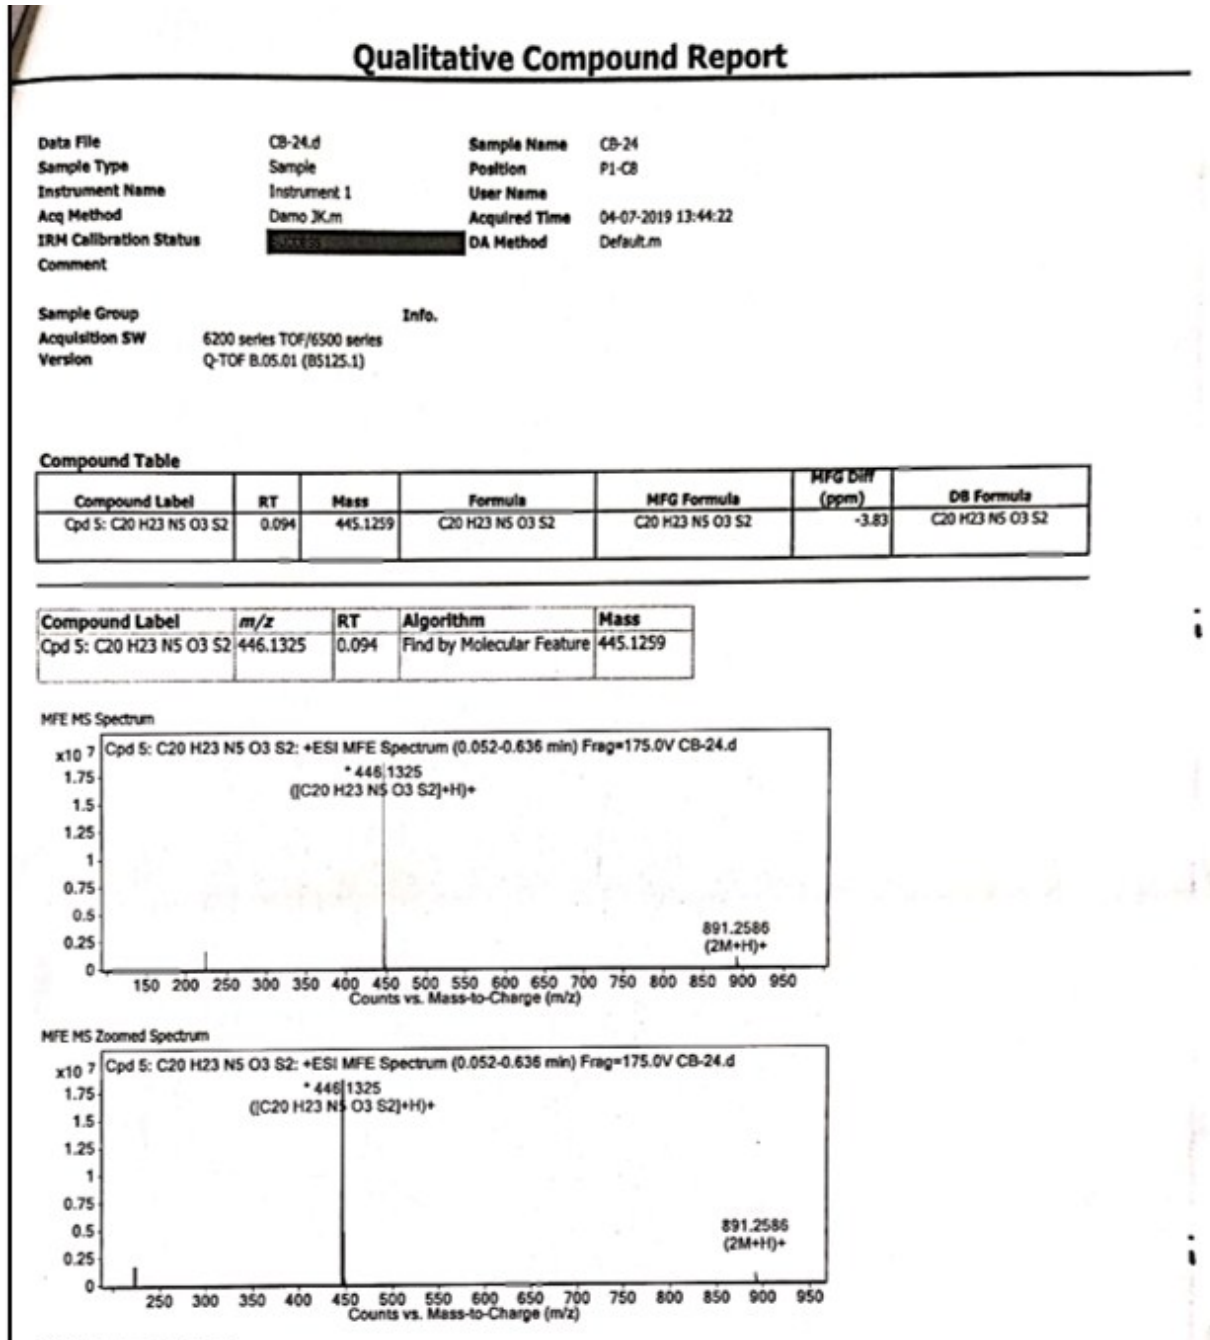 Qualitative Compound Report
Data File CB-24.d Sample Name CB-24
Sample Type Sample Position P1-C8
Instrument Name Instrument 1 User Name
Acq Method Damo JK.m Acquired Time 04-07-2019 13:44:22
IRM Calibration Status Success DA Method Default.m
Comment
Sample Group Info.
Acquisition SW 6200 series TOF/6500 series
Version Q-TOF B.05.01 (B5125.1)
Compound Table
Compound Label RT Mass Formula MFG Formula MFG Diff (ppm) DB Formula
Cpd 5: C20 H23 N5 O3 S2 0.094 445.1259 C20 H23 N5 O3 S2 C20 H23 N5 O3 S2 -3.83 C20 H23 N5 O3 S2
Compound Label m/z RT Algorithm Mass
Cpd 5: C20 H23 N5 O3 S2 446.1325 0.094 Find by Molecular Feature 445.1259
MFE MS Spectrum
x10 7 Cpd 5: C20 H23 N5 O3 S2: +ESI MFE Spectrum (0.052-0.636 min) Frag=175.0V CB-24.d
1.75 * 446.1325
([C20 H23 N5 O3 S2]+H)+
1.5
1.25
1
0.75
0.5 891.2586
0.25 (2M+H)+
0
150 200 250 300 350 400 450 500 550 600 650 700 750 800 850 900 950
Counts vs. Mass-to-Charge (m/z)
MFE MS Zoomed Spectrum
x10 7 Cpd 5: C20 H23 N5 O3 S2: +ESI MFE Spectrum (0.052-0.636 min) Frag=175.0V CB-24.d
1.75 * 446.1325
([C20 H23 N5 O3 S2]+H)+
1.5
1.25
1
0.75
0.5 891.2586
(2M+H)+
0.25
0
250 300 350 400 450 500 550 600 650 700 750 800 850 900 950
Counts vs. Mass-to-Charge (m/z)